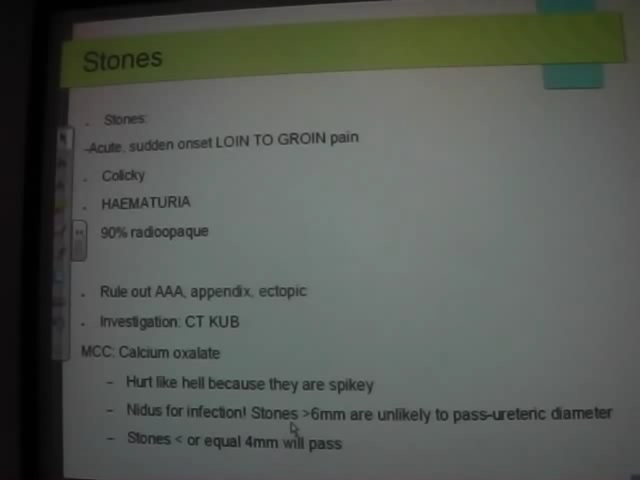 Stones
. Stones:
-Acute, sudden onset LOIN TO GROIN pain
. Colicky
. HAEMATURIA
90% radioopaque
. Rule out AAA, appendix, ectopic
. Investigation: CT KUB
MCC: Calcium oxalate
– Hurt like hell because they are spikey
– Nidus for infection! Stones >6mm are unlikely to pass-ureteric diameter
– Stones < or equal 4mm will pass